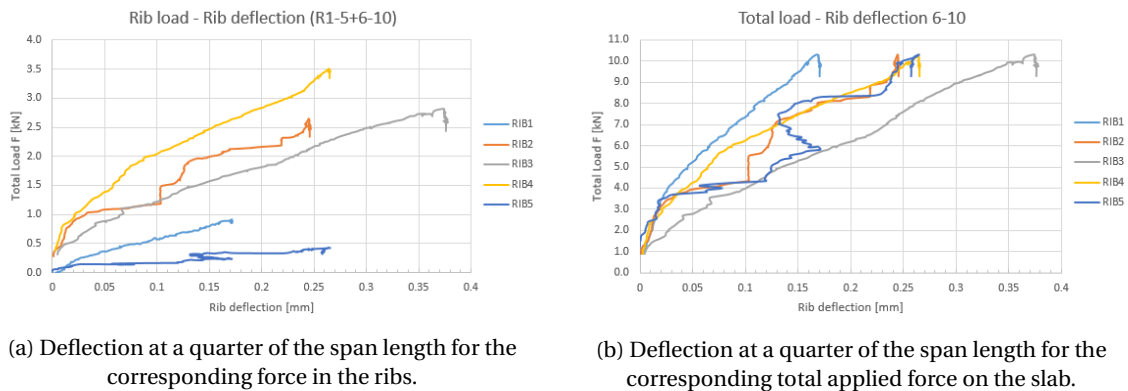 Rib load - Rib deflection (R1-5+6-10)
Total Load F [kN]
4.0
3.5
3.0
2.5
2.0
1.5
1.0
0.5
0.0
0 0.05 0.1 0.15 0.2 0.25 0.3 0.35 0.4
Rib deflection [mm]
RIB1
RIB2
RIB3
RIB4
RIB5
(a) Deflection at a quarter of the span length for the
corresponding force in the ribs.
Total load - Rib deflection 6-10
Total Load F [kN]
11.0
10.0
9.0
8.0
7.0
6.0
5.0
4.0
3.0
2.0
1.0
0.0
0 0.05 0.1 0.15 0.2 0.25 0.3 0.35 0.4
Rib deflection [mm]
RIB1
RIB2
RIB3
RIB4
RIB5
(b) Deflection at a quarter of the span length for the
corresponding total applied force on the slab.